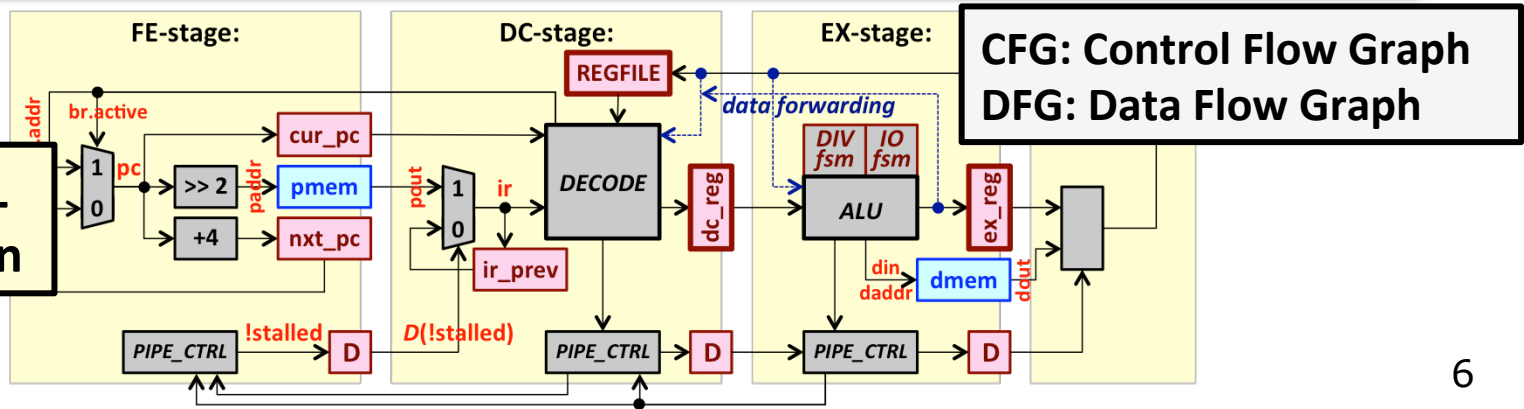 FE-stage:
DC-stage:
EX-stage:
CFG: Control Flow Graph
DFG: Data Flow Graph
REGFILE
data forwarding
.addr
br.active
cur_pc
1
0
pc
>> 2
paddr
pmem
+4
nxt_pc
n
pout
1
0
ir
ir_prev
DECODE
dc_reg
DIV
fsm
IO
fsm
ALU
ex_reg
din
daddr
dmem
dout
PIPE_CTRL
!stalled
D
D(!stalled)
PIPE_CTRL
D
PIPE_CTRL
D
6